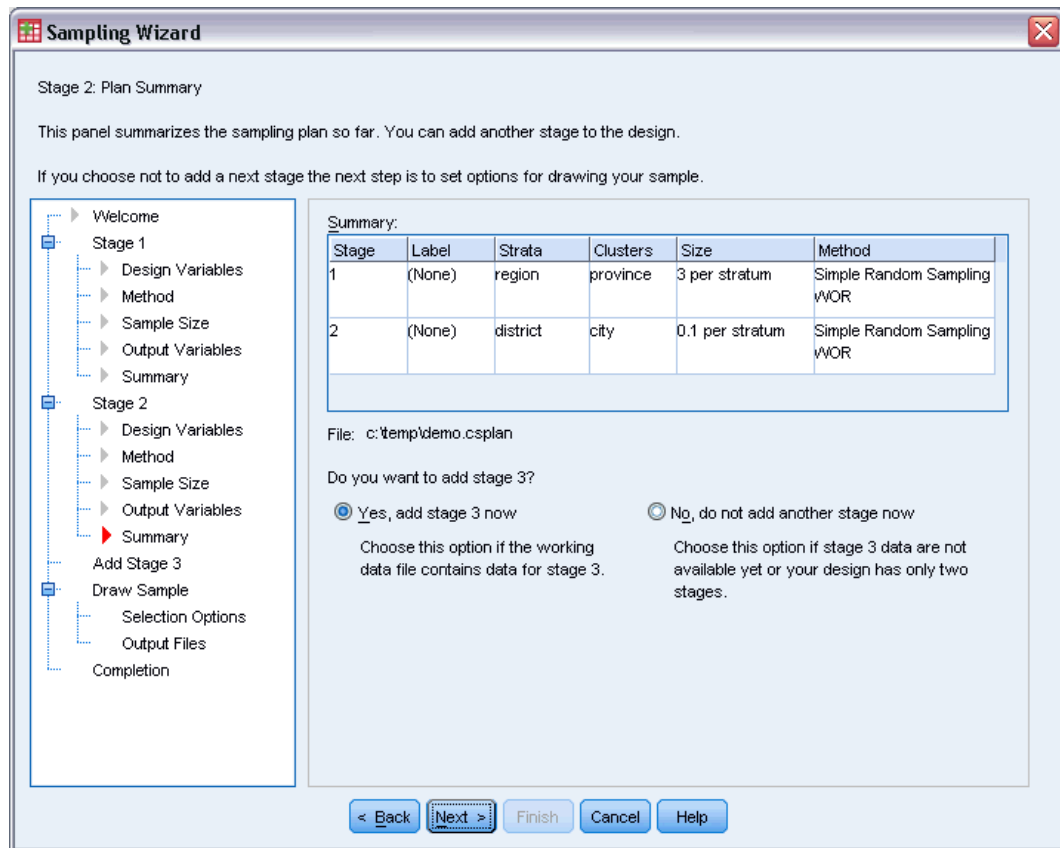 Sampling Wizard
Stage 2: Plan Summary
This panel summarizes the sampling plan so far. You can add another stage to the design.
If you choose not to add a next stage the next step is to set options for drawing your sample.
Welcome
Stage 1
Design Variables
Method
Sample Size
Output Variables
Summary
Stage 2
Design Variables
Method
Sample Size
Output Variables
Summary
Add Stage 3
Draw Sample
Selection Options
Output Files
Completion
Summary:
Stage Label Strata Clusters Size Method
1 (None) region province 3 per stratum Simple Random Sampling
WOR
2 (None) district city 0.1 per stratum Simple Random Sampling
WOR
File: c:\temp\demo.csplan
Do you want to add stage 3?
Yes, add stage 3 now
Choose this option if the working
data file contains data for stage 3.
No, do not add another stage now
Choose this option if stage 3 data are not
available yet or your design has only two
stages.
< Back Next > Finish Cancel Help